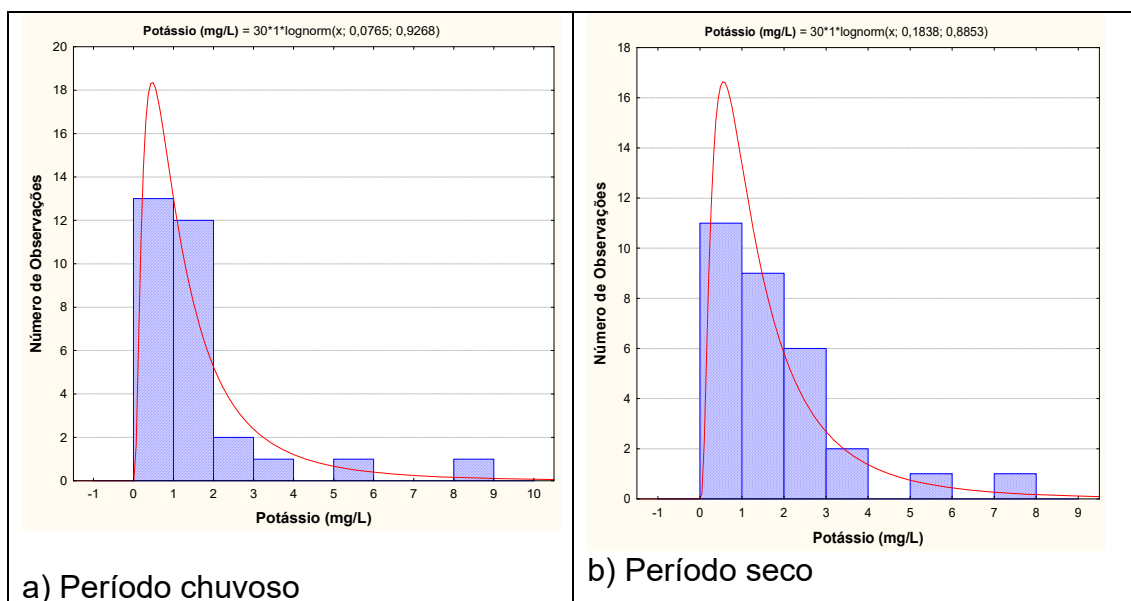 Potássio (mg/L) = 30*1*lognorm(x; 0,0765; 0,9268)
20
18
16
14
12
10
8
6
4
2
0
Número de Observações
-1 0 1 2 3 4 5 6 7 8 9 10
Potássio (mg/L)
a) Período chuvoso
Potássio (mg/L) = 30*1*lognorm(x; 0,1838; 0,8853)
18
16
14
12
10
8
6
4
2
0
Número de Observações
-1 0 1 2 3 4 5 6 7 8 9
Potássio (mg/L)
b) Período seco